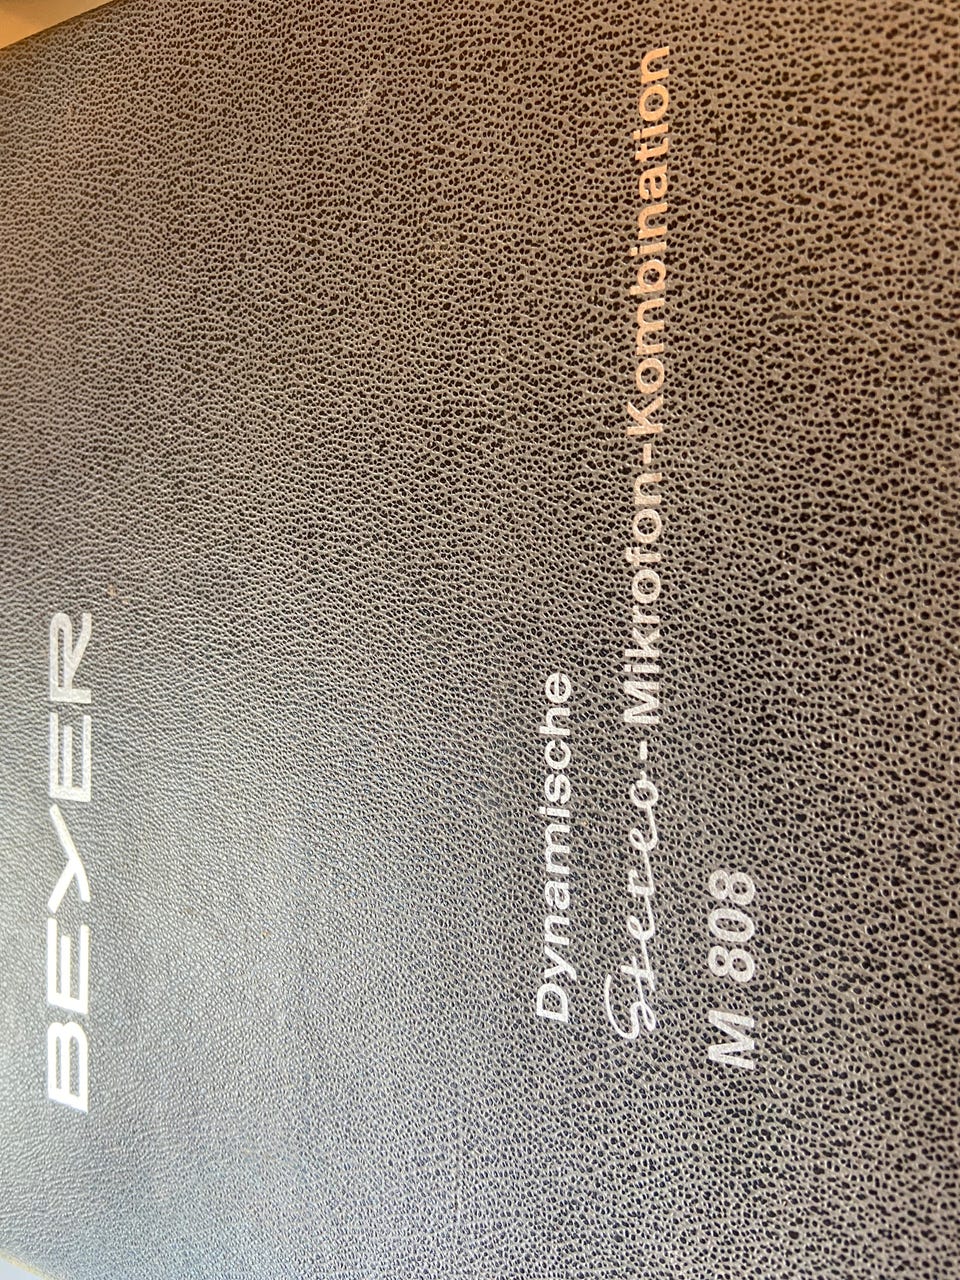 BEYER
Dynamische
Stereo-Mikrofon-Kombination
M 808